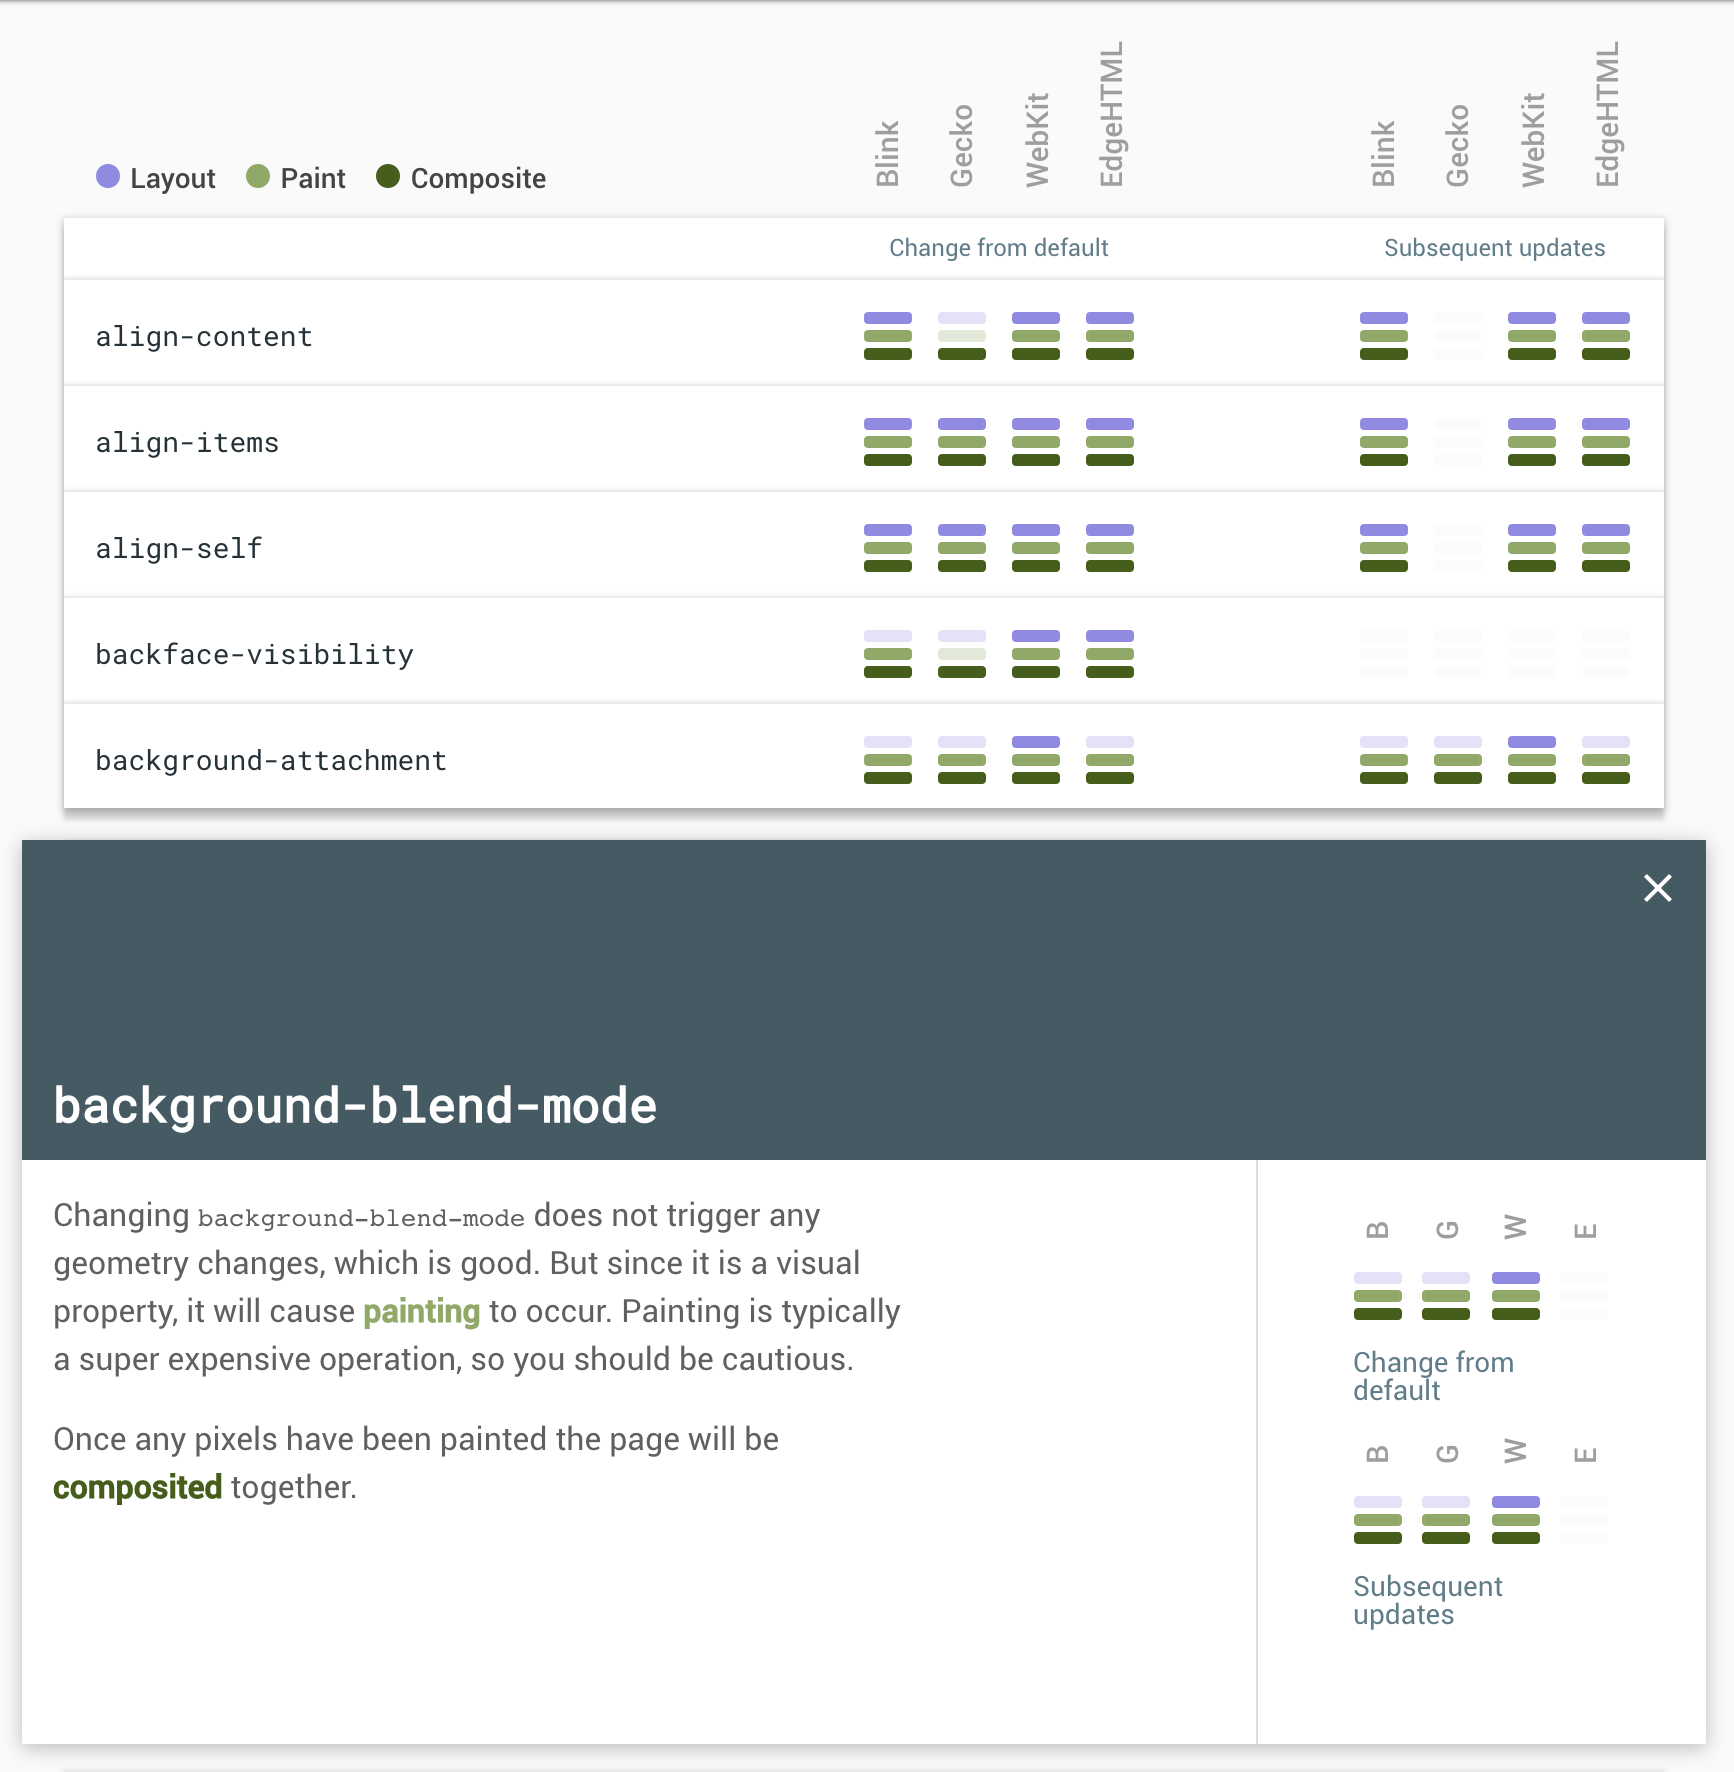 Blink
Gecko
WebKit
EdgeHTML
Blink
Gecko
WebKit
EdgeHTML
Layout Paint Composite
Change from default Subsequent updates
align-content
align-items
align-self
backface-visibility
background-attachment
background-blend-mode
Changing background-blend-mode does not trigger any
geometry changes, which is good. But since it is a visual
property, it will cause painting to occur. Painting is typically
a super expensive operation, so you should be cautious.
Once any pixels have been painted the page will be
composited together.
B G W E
Change from
default
B G W E
Subsequent
updates